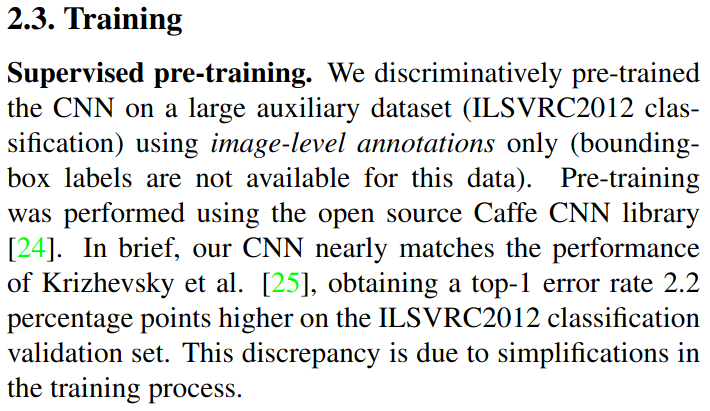 2.3. Training
Supervised pre-training. We discriminatively pre-trained
the CNN on a large auxiliary dataset (ILSVRC2012 clas-
sification) using image-level annotations only (bounding-
box labels are not available for this data). Pre-training
was performed using the open source Caffe CNN library
[24]. In brief, our CNN nearly matches the performance
of Krizhevsky et al. [25], obtaining a top-1 error rate 2.2
percentage points higher on the ILSVRC2012 classification
validation set. This discrepancy is due to simplifications in
the training process.